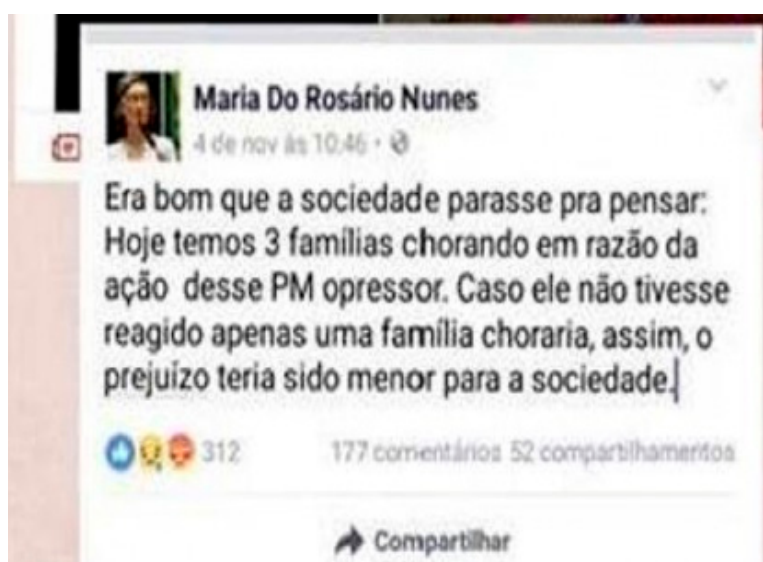 Maria Do Rosário Nunes
4 de nov às 10:46
Era bom que a sociedade parasse pra pensar:
Hoje temos 3 famílias chorando em razão da
ação desse PM opressor. Caso ele não tivesse
reagido apenas uma família choraria, assim, o
prejuízo teria sido menor para a sociedade.
312 177 comentários 52 compartilhamentos
Compartilhar